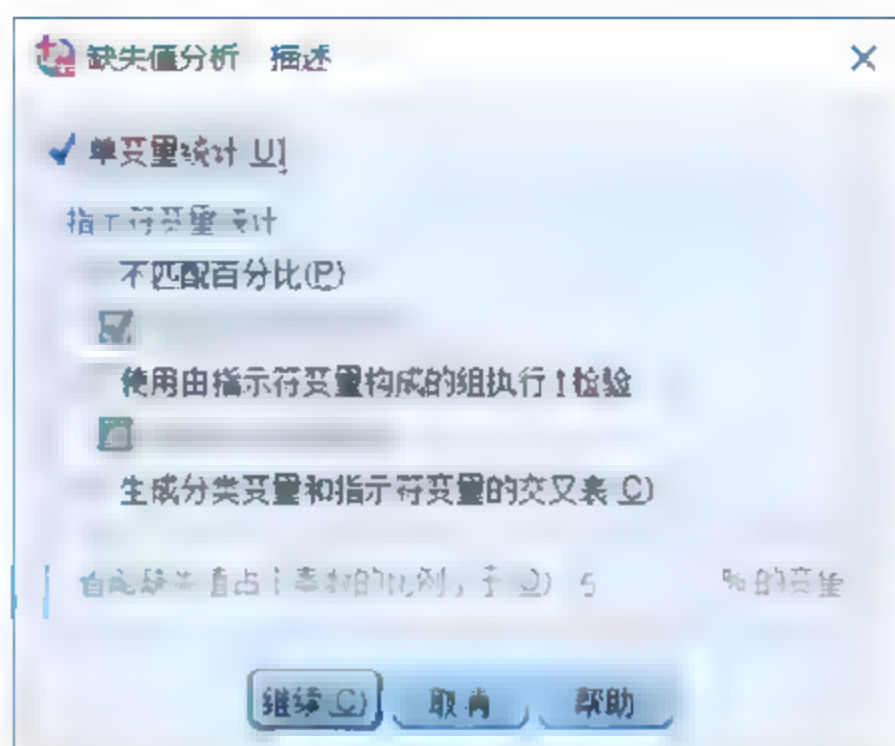 缺失值分析 描述
单变量统计 U)
指示符变量统计
不匹配百分比(P)
使用由指示符变量构成的组执行 t 检验
生成分类变量和指示符变量的交叉表 C)
5 % 的变量
继续 C) 取消 帮助